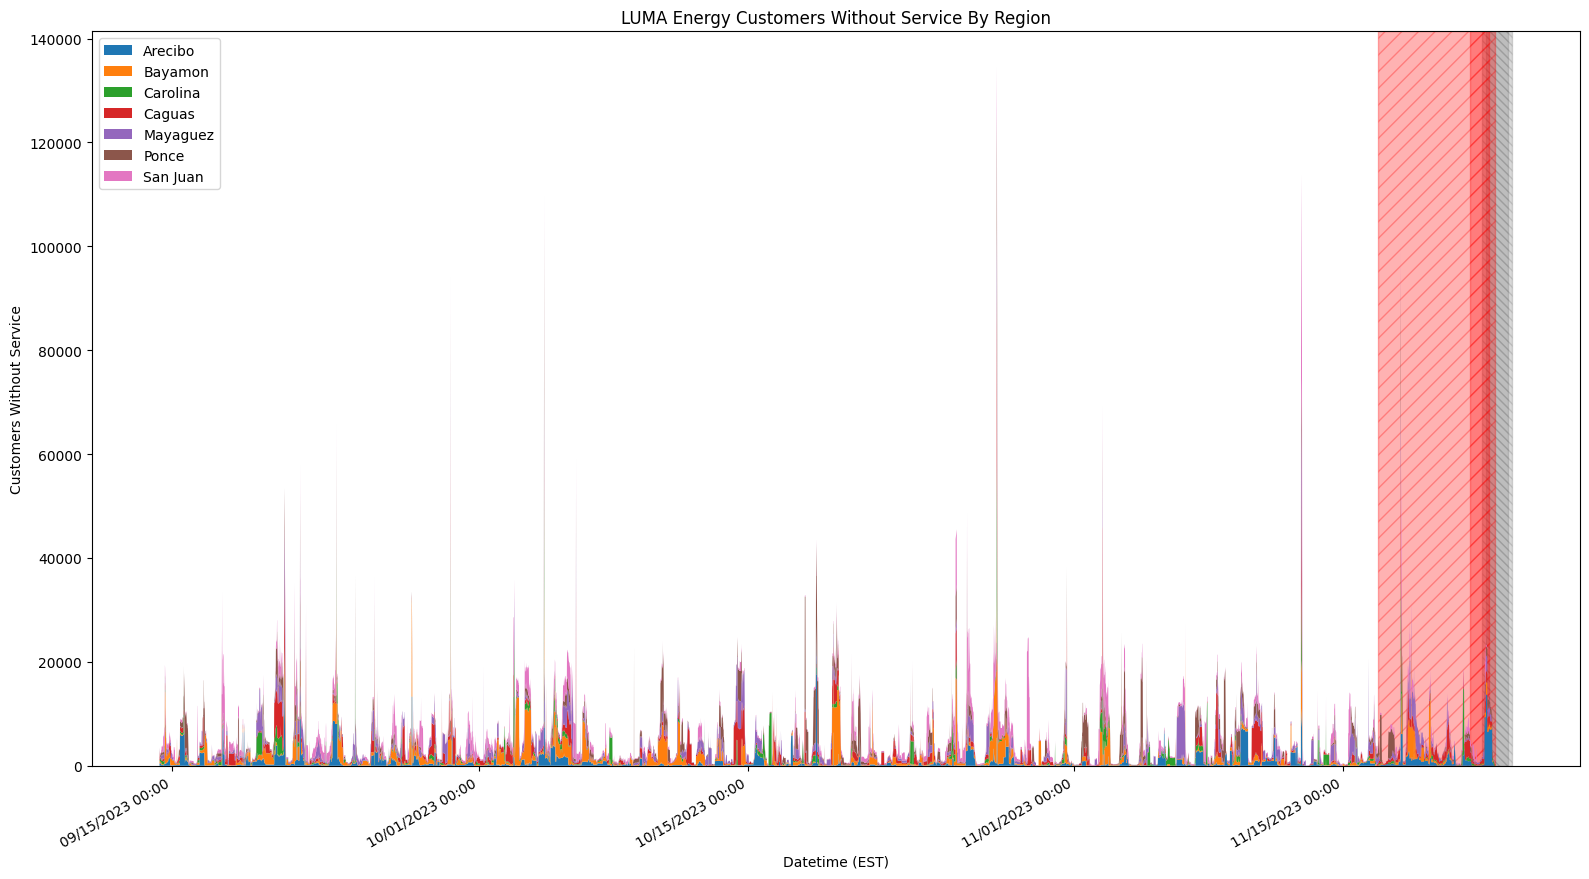 LUMA Energy Customers Without Service By Region
140000
120000
100000
80000
60000
40000
20000
0
Customers Without Service
Arecibo
Bayamon
Carolina
Caguas
Mayaguez
Ponce
San Juan
09/15/2023 00:00
10/01/2023 00:00
10/15/2023 00:00
11/01/2023 00:00
11/15/2023 00:00
Datetime (EST)